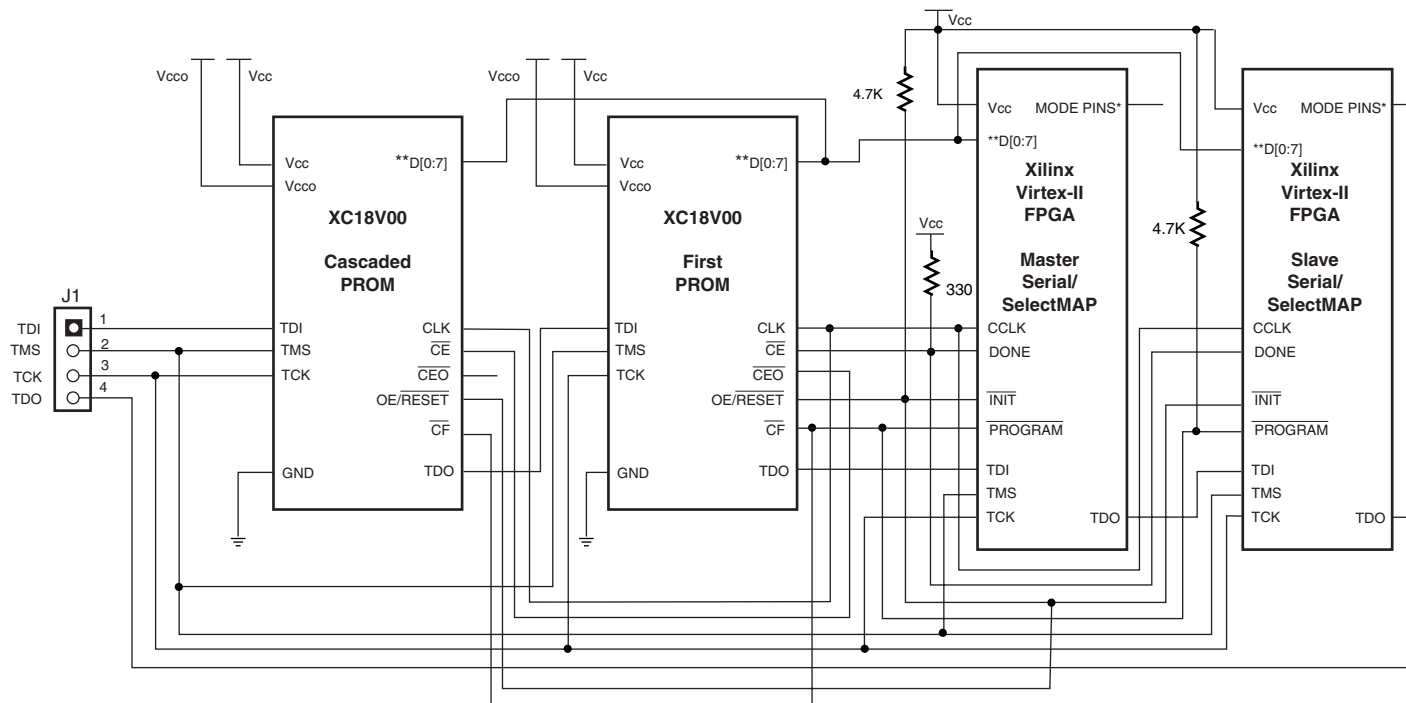 Vcc
Vcco
Vcc
Vcco
Vcc
4.7K
Vcc
MODE PINS*
Vcc
MODE PINS*
**D[0:7]
**D[0:7]
Vcc
**D[0:7]
Vcco
Vcc
**D[0:7]
Vcco
XC18V00
Cascaded
PROM
XC18V00
First
PROM
Xilinx
Virtex-II
FPGA
Master
Serial/
SelectMAP
Xilinx
Virtex-II
FPGA
Slave
Serial/
SelectMAP
Vcc
330
4.7K
J1
TDI
1
TMS
2
TCK
3
TDO
4
TDI
TMS
TCK
GND
CLK
CE
CEO
OE/RESET
CF
TDO
TDI
TMS
TCK
GND
CLK
CE
CEO
OE/RESET
CF
TDO
CCLK
DONE
INIT
PROGRAM
TDI
TMS
TCK
TDO
CCLK
DONE
INIT
PROGRAM
TDI
TMS
TCK
TDO